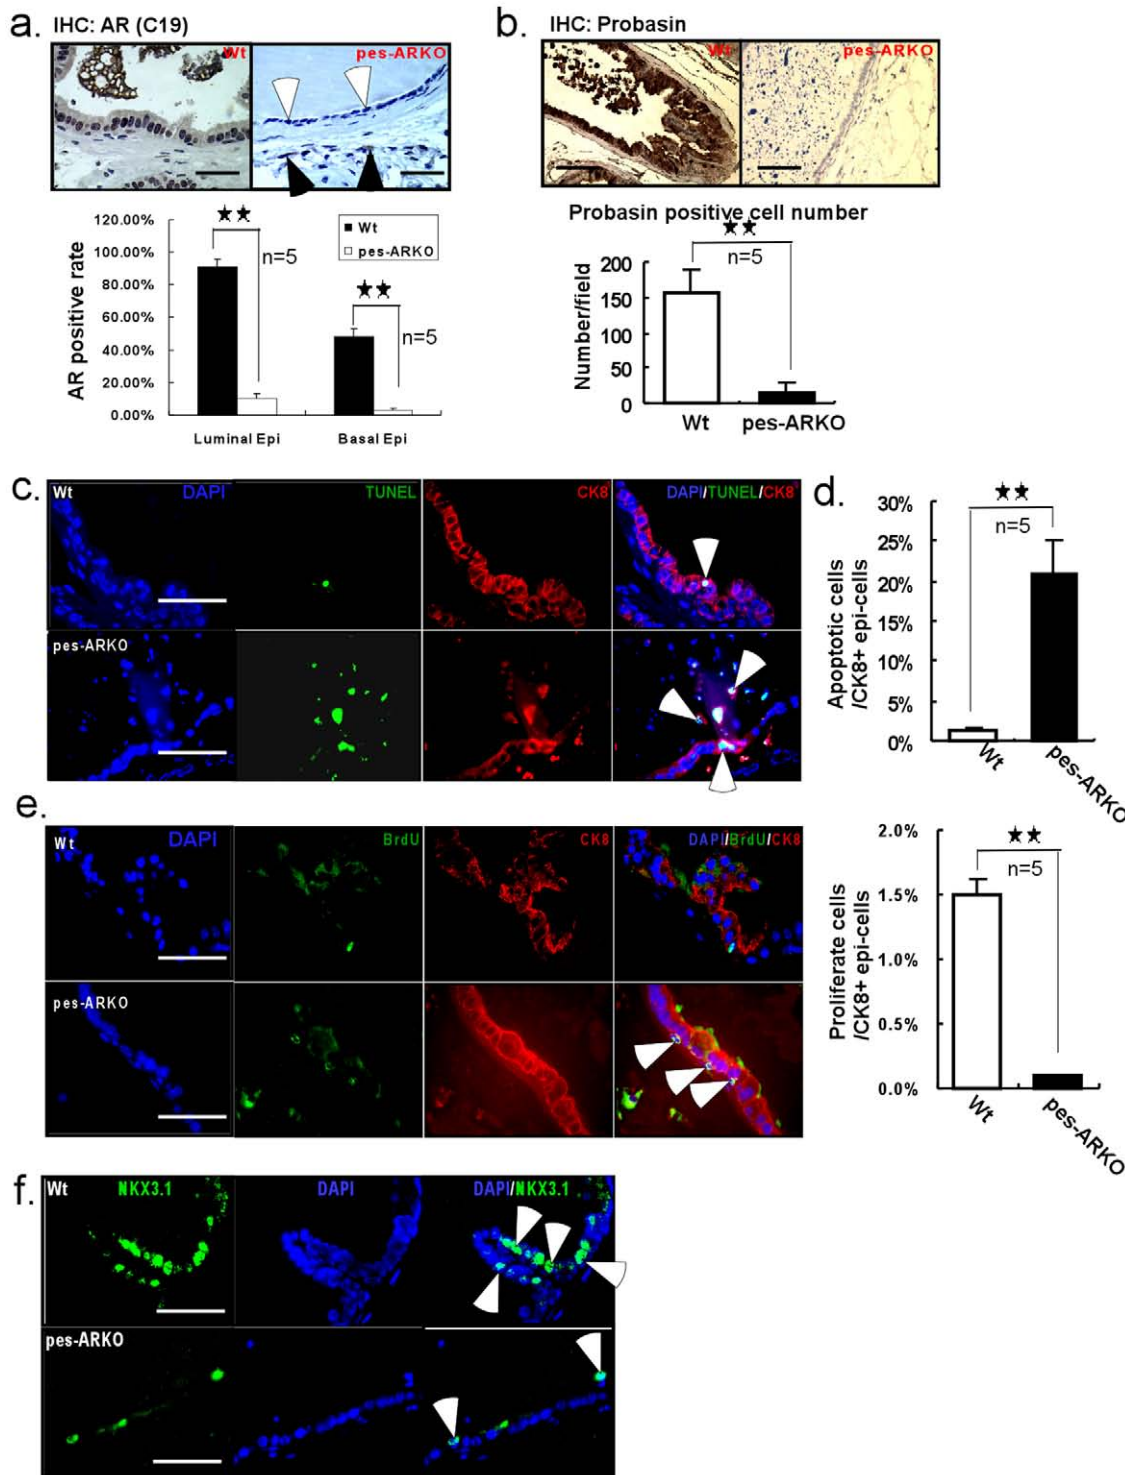 a.
IHC: AR (C19)
Wt
pes-ARKO
120.00%
100.00%
80.00%
60.00%
40.00%
20.00%
0.00%
AR positive rate
★★
n=5
★★
n=5
Wt
pes-ARKO
Luminal Epi
Basal Epi
b.
IHC: Probasin
Wt
pes-ARKO
Probasin positive cell number
★★
n=5
200
150
100
50
0
Number/field
Wt
pes-ARKO
c.
Wt
DAPI
TUNEL
CK8
DAPI/TUNEL/CK8
pes-ARKO
d.
30%
25%
20%
15%
10%
5%
0%
Apoptotic cells
/CK8+ epi-cells
★★
n=5
Wt
pes-ARKO
e.
Wt
DAPI
BrdU
CK8
DAPI/BrdU/CK8
pes-ARKO
2.0%
1.5%
1.0%
0.5%
0.0%
Proliferate cells
/CK8+ epi-cells
★★
n=5
Wt
pes-ARKO
f.
Wt
NKX3.1
DAPI
DAPI/NKX3.1
pes-ARKO